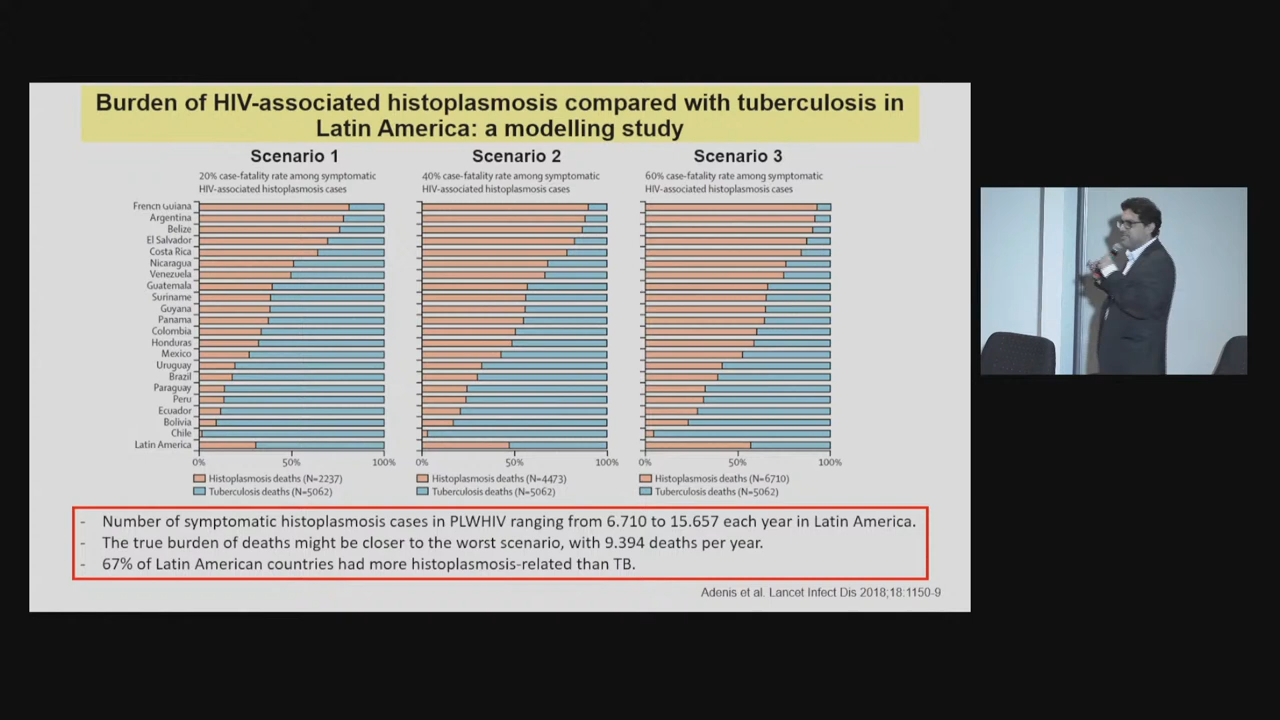 Burden of HIV-associated histoplasmosis compared with tuberculosis in
Latin America: a modelling study
Scenario 1
Scenario 2
Scenario 3
20% case-fatality rate among symptomatic
HIV-associated histoplasmosis cases
40% case-fatality rate among symptomatic
HIV-associated histoplasmosis cases
60% case-fatality rate among symptomatic
HIV-associated histoplasmosis cases
French Guiana
Argentina
Belize
El Salvador
Costa Rica
Nicaragua
Venezuela
Guatemala
Suriname
Guyana
Panama
Colombia
Honduras
Mexico
Uruguay
Brazil
Paraguay
Peru
Ecuador
Bolivia
Chile
Latin America
0% 50% 100%
0% 50% 100%
0% 50% 100%
Histoplasmosis deaths (N=2237)
Tuberculosis deaths (N=5062)
Histoplasmosis deaths (N=4473)
Tuberculosis deaths (N=5062)
Histoplasmosis deaths (N=6710)
Tuberculosis deaths (N=5062)
- Number of symptomatic histoplasmosis cases in PLWHIV ranging from 6.710 to 15.657 each year in Latin America.
- The true burden of deaths might be closer to the worst scenario, with 9.394 deaths per year.
- 67% of Latin American countries had more histoplasmosis-related than TB.
Adenis et al. Lancet Infect Dis 2018;18:1150-9